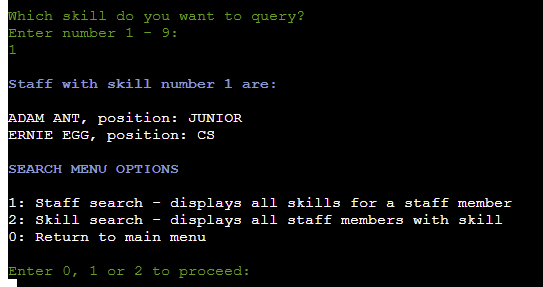 Which skill do you want to query?
Enter number 1 - 9:
1
Staff with skill number 1 are:
ADAM ANT, position: JUNIOR
ERNIE EGG, position: CS
SEARCH MENU OPTIONS
1: Staff search - displays all skills for a staff member
2: Skill search - displays all staff members with skill
0: Return to main menu
Enter 0, 1 or 2 to proceed: